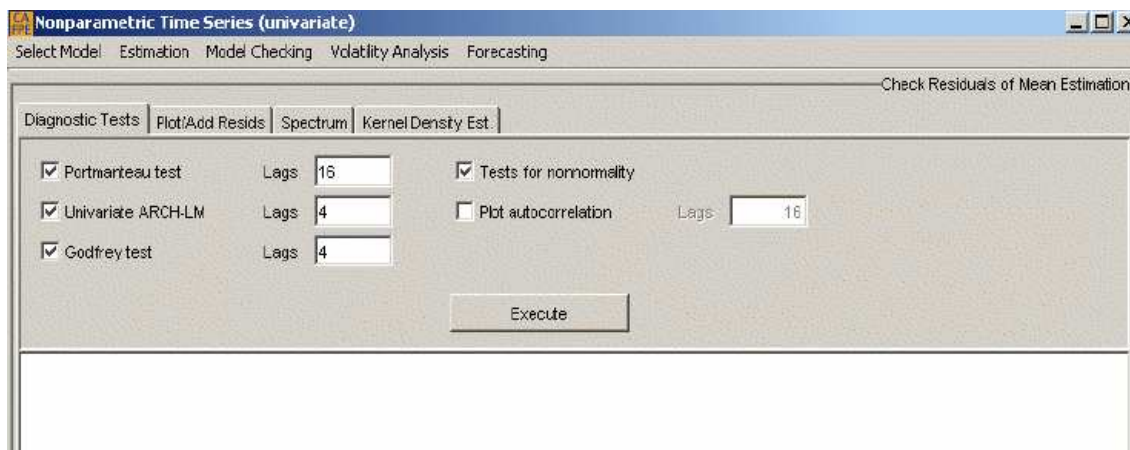 CA
FPE
Nonparametric Time Series (univariate)
Select Model Estimation Model Checking Volatility Analysis Forecasting
Check Residuals of Mean Estimation
Diagnostic Tests Plot/Add Resids Spectrum Kernel Density Est.
Portmanteau test Lags 16 Tests for nonnormality
Univariate ARCH-LM Lags 4 Plot autocorrelation Lags 16
Godfrey test Lags 4
Execute